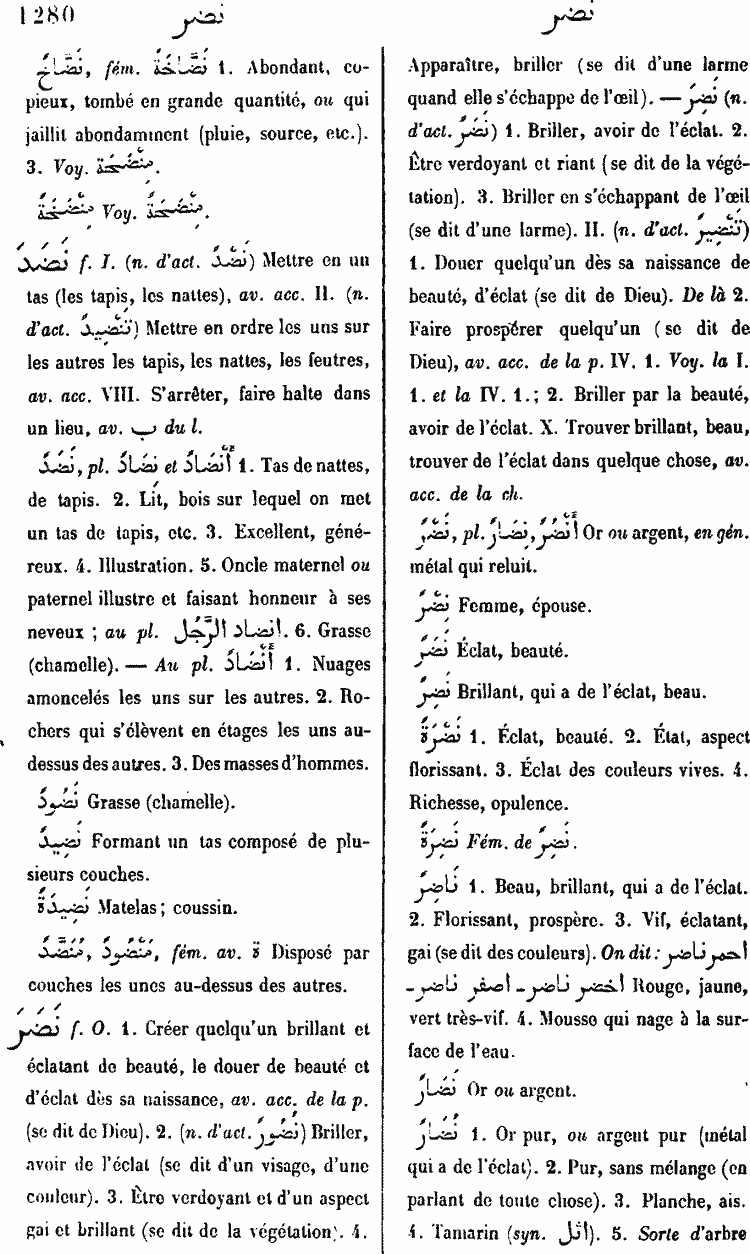 1280 نضر نضر
نَضَّاخٌ, fém. نَضَّاخَةٌ 1. Abondant, co-
pieux, tombé en grande quantité, ou qui
jaillit abondamment (pluie, source, etc.).
3. Voy.
Voy.
نَضَدَ f. I. (n. d'act. نَضْدٌ) Mettre en un
tas (les tapis, les nattes), av. acc. II. (n.
d'act. تَنْضِيدٌ) Mettre en ordre les uns sur
les autres les tapis, les nattes, les feutres,
av. acc. VIII. S'arrêter, faire halte dans
un lieu, av. ب du l.
نَضَدٌ, pl. نِضَادٌ et أَنْضَادٌ 1. Tas de nattes,
de tapis. 2. Lit, bois sur lequel on met
un tas de tapis, etc. 3. Excellent, géné-
reux. 4. Illustration. 5. Oncle maternel ou
paternel illustre et faisant honneur à ses
neveux ; au pl. انضاد الرَّجُل. 6. Grasse
(chamelle). — Au pl. أَنْضَادٌ 1. Nuages
amoncelés les uns sur les autres. 2. Ro-
chers qui s'élèvent en étages les uns au-
dessus des autres. 3. Des masses d'hommes.
نَضُودٌ Grasse (chamelle).
نَضِيدٌ Formant un tas composé de plu-
sieurs couches.
نَضِيدَةٌ Matelas ; coussin.
مَنْضُودٌ, مُنَضَّدٌ, fém. av. ة Disposé par
couches les unes au-dessus des autres.
نَضَرَ f. O. 1. Créer quelqu'un brillant et
éclatant de beauté, le douer de beauté et
d'éclat dès sa naissance, av. acc. de la p.
(se dit de Dieu). 2. (n. d'act. نُضُورٌ) Briller,
avoir de l'éclat (se dit d'un visage, d'une
couleur). 3. Être verdoyant et d'un aspect
gai et brillant (se dit de la végétation). 4.
Apparaître, briller (se dit d'une larme
quand elle s'échappe de l'œil). — نَضِرَ (n.
d'act. نَضَرٌ) 1. Briller, avoir de l'éclat. 2.
Être verdoyant et riant (se dit de la végé-
tation). 3. Briller en s'échappant de l'œil
(se dit d'une larme). II. (n. d'act. تَنْضِيرٌ)
1. Douer quelqu'un dès sa naissance de
beauté, d'éclat (se dit de Dieu). De là 2.
Faire prospérer quelqu'un (se dit de
Dieu), av. acc. de la p. IV. 1. Voy. la I.
1. et la IV. 1.; 2. Briller par la beauté,
avoir de l'éclat. X. Trouver brillant, beau,
trouver de l'éclat dans quelque chose, av.
acc. de la ch.
نَضْرٌ, pl. نِضَارٌ, أَنْضُرٌ Or ou argent, en gén.
métal qui reluit.
نِضْرٌ Femme, épouse.
نَضَرٌ Éclat, beauté.
نَضِرٌ Brillant, qui a de l'éclat, beau.
نَضْرَةٌ 1. Éclat, beauté. 2. État, aspect
florissant. 3. Éclat des couleurs vives. 4.
Richesse, opulence.
نَضِرَةٌ Fém. de نَضِرٌ.
نَاضِرٌ 1. Beau, brillant, qui a de l'éclat.
2. Florissant, prospère. 3. Vif, éclatant,
gai (se dit des couleurs). On dit : احمر ناضر
- اخضر ناضر - اصفر ناضر Rouge, jaune,
vert très-vif. 4. Mousse qui nage à la sur-
face de l'eau.
نَضَارٌ Or ou argent.
نُضَارٌ 1. Or pur, ou argent pur (métal
qui a de l'éclat). 2. Pur, sans mélange (en
parlant de toute chose). 3. Planche, ais.
4. Tamarin (syn. اثل). 5. Sorte d'arbre